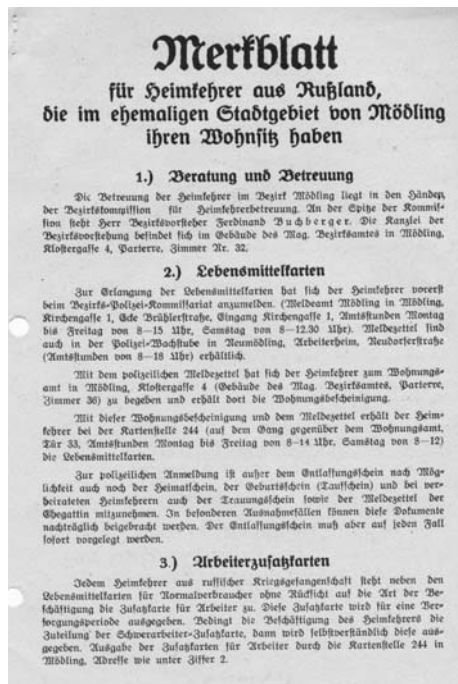 Merkblatt
für Heimkehrer aus Rußland,
die im ehemaligen Stadtgebiet von Mödling
ihren Wohnsitz haben
1.) Beratung und Betreuung
Die Betreuung der Heimkehrer im Bezirk Mödling liegt in den Händen
der Bezirkskommission für Heimkehrerbetreuung. An der Spitze der Kommis-
sion steht Herr Bezirksvorsteher Ferdinand Buchberger. Die Kanzlei der
Bezirksvorstehung befindet sich im Gebäude des Mag. Bezirksamtes in Mödling,
Klostergasse 4, Parterre, Zimmer Nr. 32.
2.) Lebensmittelkarten
Zur Erlangung der Lebensmittelkarten hat sich der Heimkehrer vorerst
beim Bezirks-Polizei-Kommissariat anzumelden. (Meldeamt Mödling in Mödling,
Kirchengasse 1, Ecke Brühlerstraße, Eingang Kirchengasse 1, Amtsstunden Montag
bis Freitag von 8—15 Uhr, Samstag von 8—12.30 Uhr). Meldezettel sind
auch in der Polizei-Wachstube in Neumödling, Arbeiterheim, Neudorferstraße
(Amtsstunden von 8—18 Uhr) erhältlich.
Mit dem polizeilichen Meldezettel hat sich der Heimkehrer zum Wohnungs-
amt in Mödling, Klostergasse 4 (Gebäude des Mag. Bezirksamtes, Parterre,
Zimmer 36) zu begeben und erhält dort die Wohnungsbescheinigung.
Mit dieser Wohnungsbescheinigung und dem Meldezettel erhält der Heim-
kehrer bei der Kartenstelle 244 (auf dem Gang gegenüber dem Wohnungsamt,
Tür 33, Amtsstunden Montag bis Freitag von 8—14 Uhr, Samstag von 8—12)
die Lebensmittelkarten.
Zur polizeilichen Anmeldung ist außer dem Entlassungsschein nach Mög-
lichkeit auch noch der Heimatschein, der Geburtsschein (Taufschein) und bei ver-
heirateten Heimkehrern auch der Trauungsschein sowie der Meldezettel der
Ehegattin mitzunehmen. In besonderen Ausnahmefällen können diese Dokumente
nachträglich beigebracht werden. Der Entlassungsschein muß aber auf jeden Fall
sofort vorgelegt werden.
3.) Arbeiterzusatzkarten
Jedem Heimkehrer aus russischer Kriegsgefangenschaft steht neben den
Lebensmittelkarten für Normalverbraucher ohne Rücksicht auf die Art der Be-
schäftigung die Zusatzkarte für Arbeiter zu. Diese Zusatzkarte wird für eine Ver-
sorgungsperiode ausgegeben. Bedingt die Beschäftigung des Heimkehrers die
Zuteilung der Schwerarbeiter-Zusatzkarte, dann wird selbstverständlich diese aus-
gegeben. Ausgabe der Zusatzkarten für Arbeiter durch die Kartenstelle 244 in
Mödling, Adresse wie unter Ziffer 2.